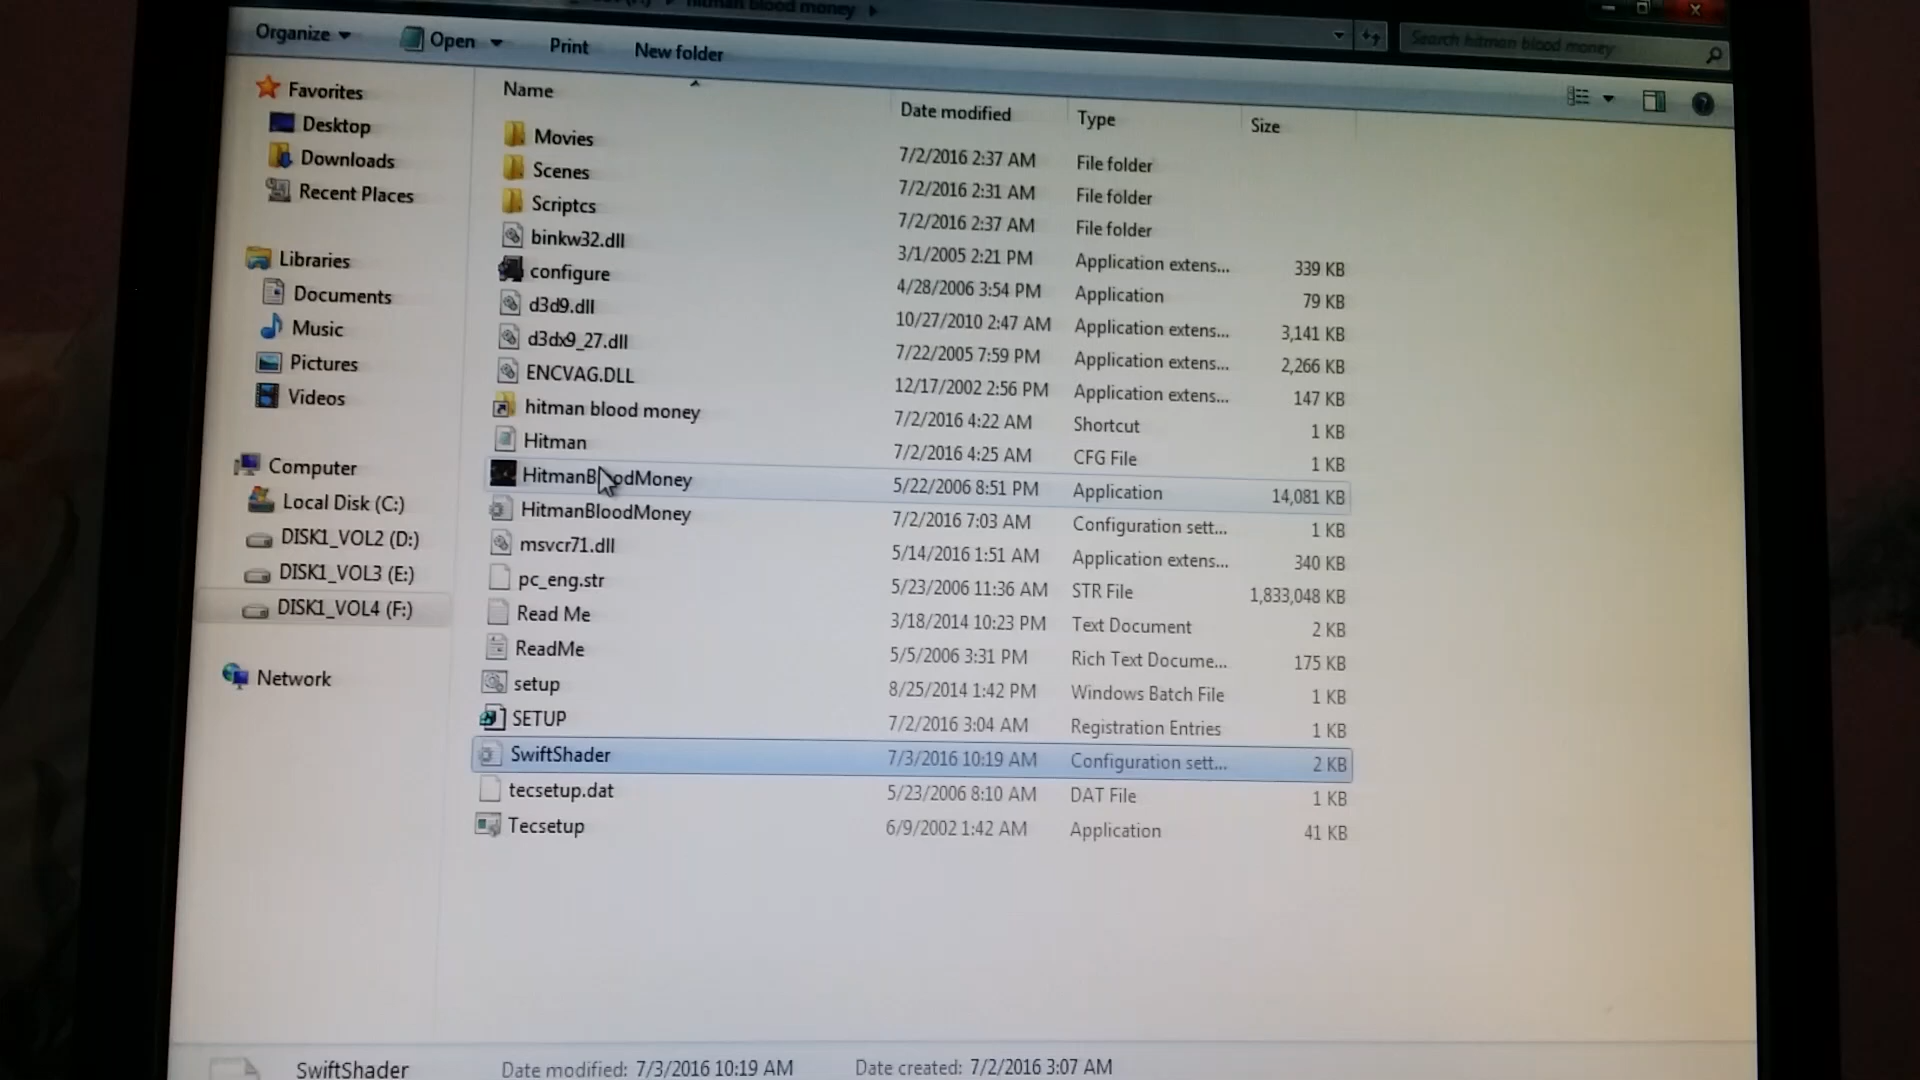 hitman blood money
Organize Open Print New folder Search hitman blood money
Name Date modified Type Size
Favorites
Desktop
Downloads
Recent Places
Libraries
Documents
Music
Pictures
Videos
Computer
Local Disk (C:)
DISK1_VOL2 (D:)
DISK1_VOL3 (E:)
DISK1_VOL4 (F:)
Network
Movies 7/2/2016 2:37 AM File folder
Scenes 7/2/2016 2:31 AM File folder
Scriptcs 7/2/2016 2:37 AM File folder
binkw32.dll 3/1/2005 2:21 PM Application extens... 339 KB
configure 4/28/2006 3:54 PM Application 79 KB
d3d9.dll 10/27/2010 2:47 AM Application extens... 3,141 KB
d3dx9_27.dll 7/22/2005 7:59 PM Application extens... 2,266 KB
ENCVAG.DLL 12/17/2002 2:56 PM Application extens... 147 KB
hitman blood money 7/2/2016 4:22 AM Shortcut 1 KB
Hitman 7/2/2016 4:25 AM CFG File 1 KB
HitmanBloodMoney 5/22/2006 8:51 PM Application 14,081 KB
HitmanBloodMoney 7/2/2016 7:03 AM Configuration sett... 1 KB
msvcr71.dll 5/14/2016 1:51 AM Application extens... 340 KB
pc_eng.str 5/23/2006 11:36 AM STR File 1,833,048 KB
Read Me 3/18/2014 10:23 PM Text Document 2 KB
ReadMe 5/5/2006 3:31 PM Rich Text Docume... 175 KB
setup 8/25/2014 1:42 PM Windows Batch File 1 KB
SETUP 7/2/2016 3:04 AM Registration Entries 1 KB
SwiftShader 7/3/2016 10:19 AM Configuration sett... 2 KB
tecsetup.dat 5/23/2006 8:10 AM DAT File 1 KB
Tecsetup 6/9/2002 1:42 AM Application 41 KB
SwiftShader Date modified: 7/3/2016 10:19 AM Date created: 7/2/2016 3:07 AM